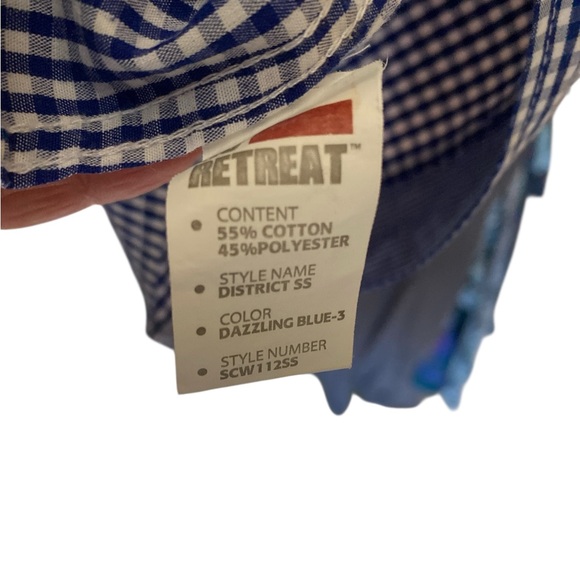 RETREAT™
• CONTENT
55% COTTON
45%POLYESTER
• STYLE NAME
DISTRICT SS
• COLOR
DAZZLING BLUE-3
• STYLE NUMBER
SCW112SS